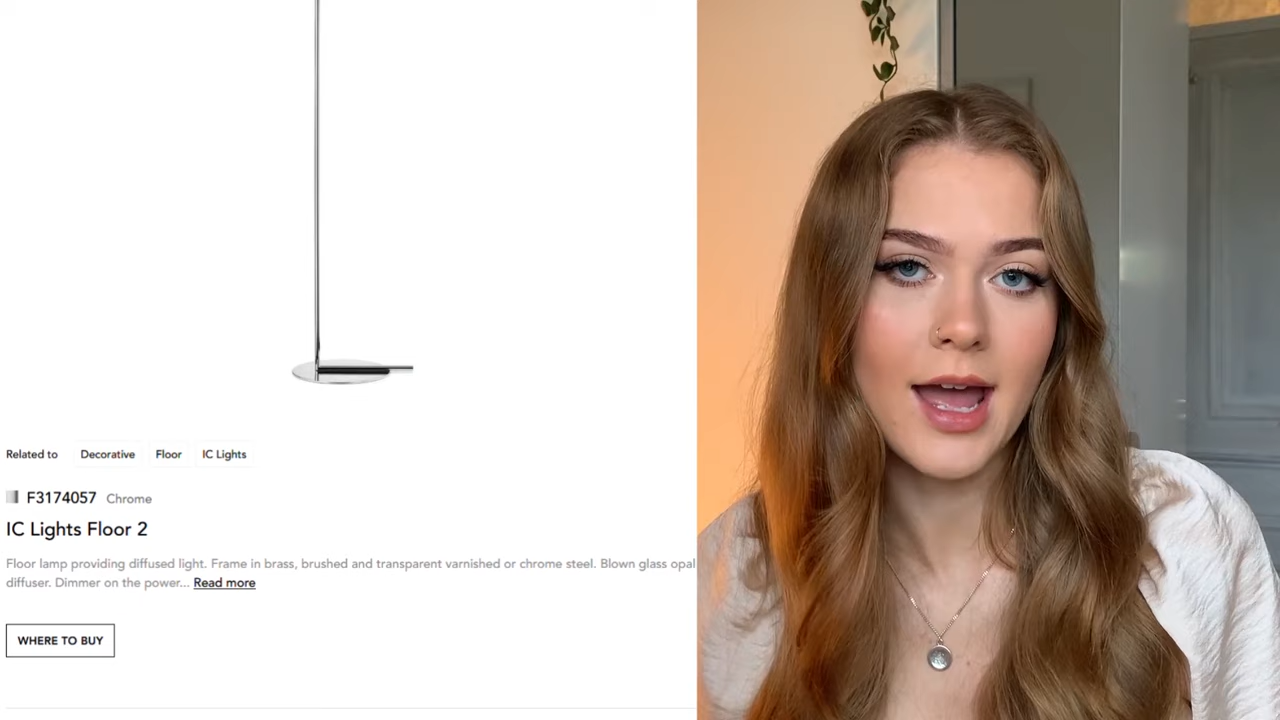 Related to Decorative Floor IC Lights
F3174057 Chrome
IC Lights Floor 2
Floor lamp providing diffused light. Frame in brass, brushed and transparent varnished or chrome steel. Blown glass opal
diffuser. Dimmer on the power... Read more
WHERE TO BUY